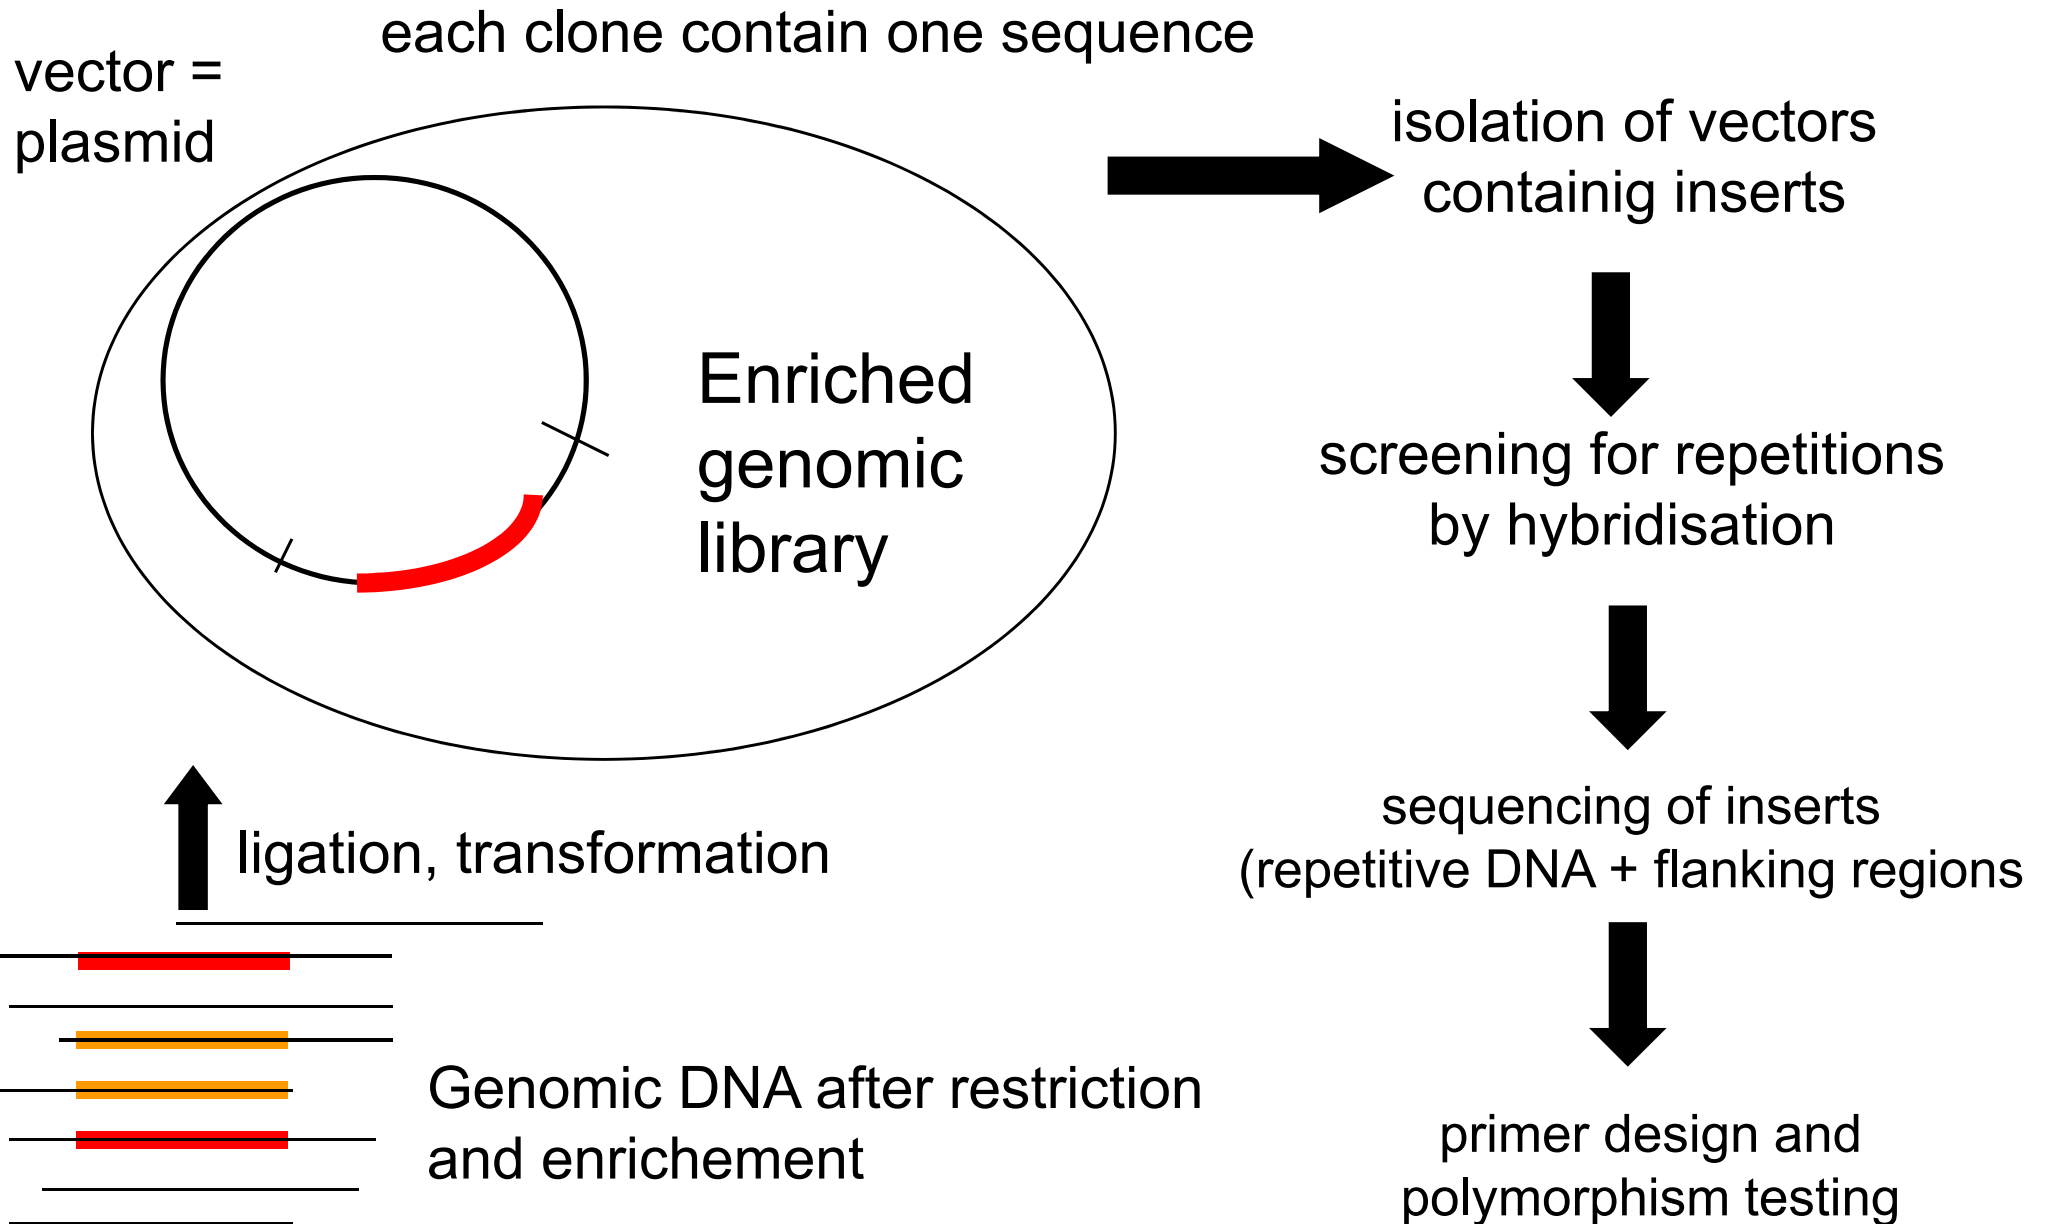 each clone contain one sequence
vector =
plasmid
isolation of vectors
containig inserts
Enriched
genomic
library
screening for repetitions
by hybridisation
sequencing of inserts
(repetitive DNA + flanking regions
ligation, transformation
Genomic DNA after restriction
and enrichement
primer design and
polymorphism testing